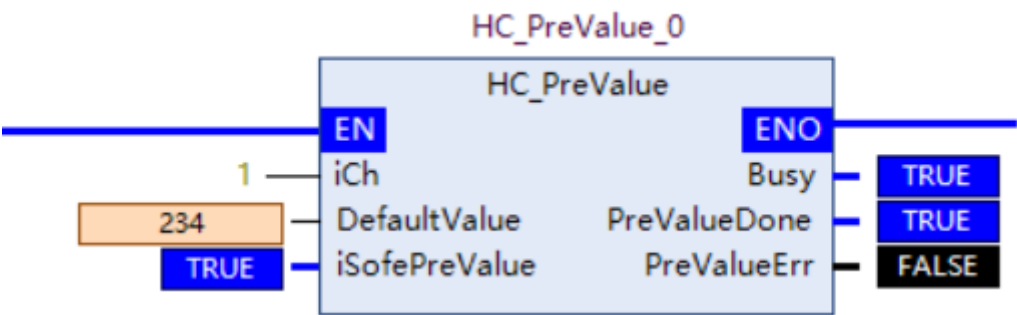 HC_PreValue_0
HC_PreValue
EN ENO
1 iCh Busy TRUE
234 DefaultValue PreValueDone TRUE
TRUE iSofePreValue PreValueErr FALSE